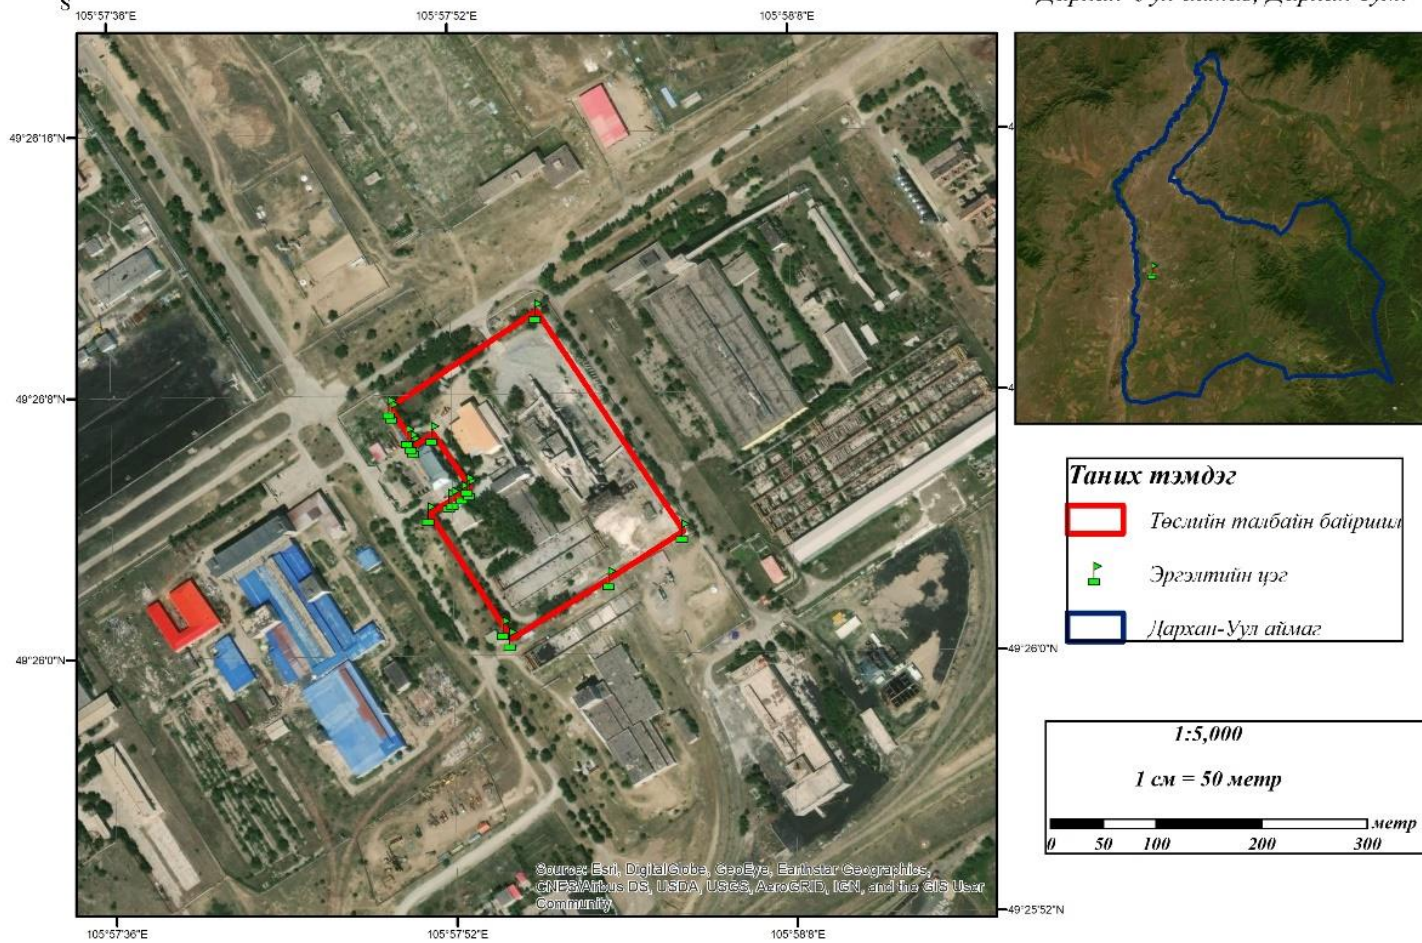 S
105°57'36"E
105°57'52"E
105°58'8"E
49°26'16"N
49°26'8"N
49°26'0"N
49°26'0"N
49°25'52"N
105°57'36"E
105°57'52"E
105°58'8"E
Таних тэмдэг
Төслийн талбайн байршил
Эргэлтийн цэг
Дархан-Уул аймаг
1:5,000
1 см = 50 метр
метр
0 50 100 200 300
Source: Esri, DigitalGlobe, GeoEye, Earthstar Geographics,
CNES/Airbus DS, USDA, USGS, AeroGRID, IGN, and the GIS User
Community